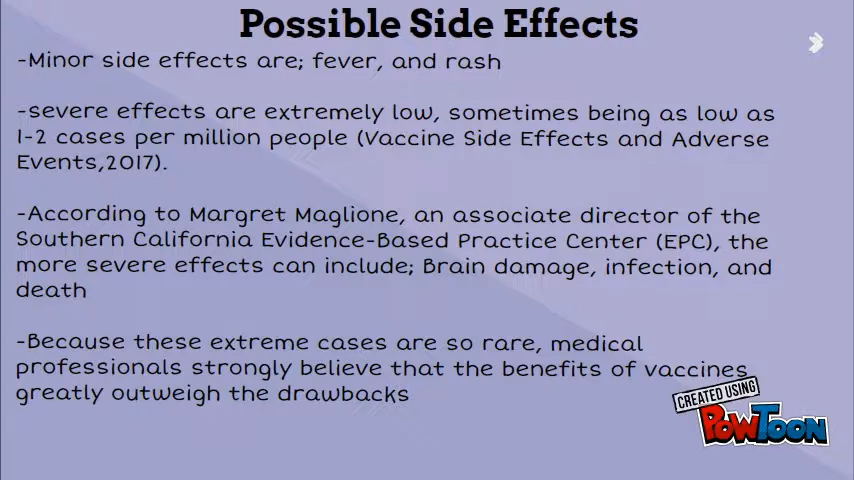 Possible Side Effects
-Minor side effects are; fever, and rash
-severe effects are extremely low, sometimes being as low as
1-2 cases per million people (Vaccine Side Effects and Adverse
Events,2017).
-According to Margret Maglione, an associate director of the
Southern California Evidence-Based Practice Center (EPC), the
more severe effects can include; Brain damage, infection, and
death
-Because these extreme cases are so rare, medical
professionals strongly believe that the benefits of vaccines
greatly outweigh the drawbacks
CREATED USING
POWTOON